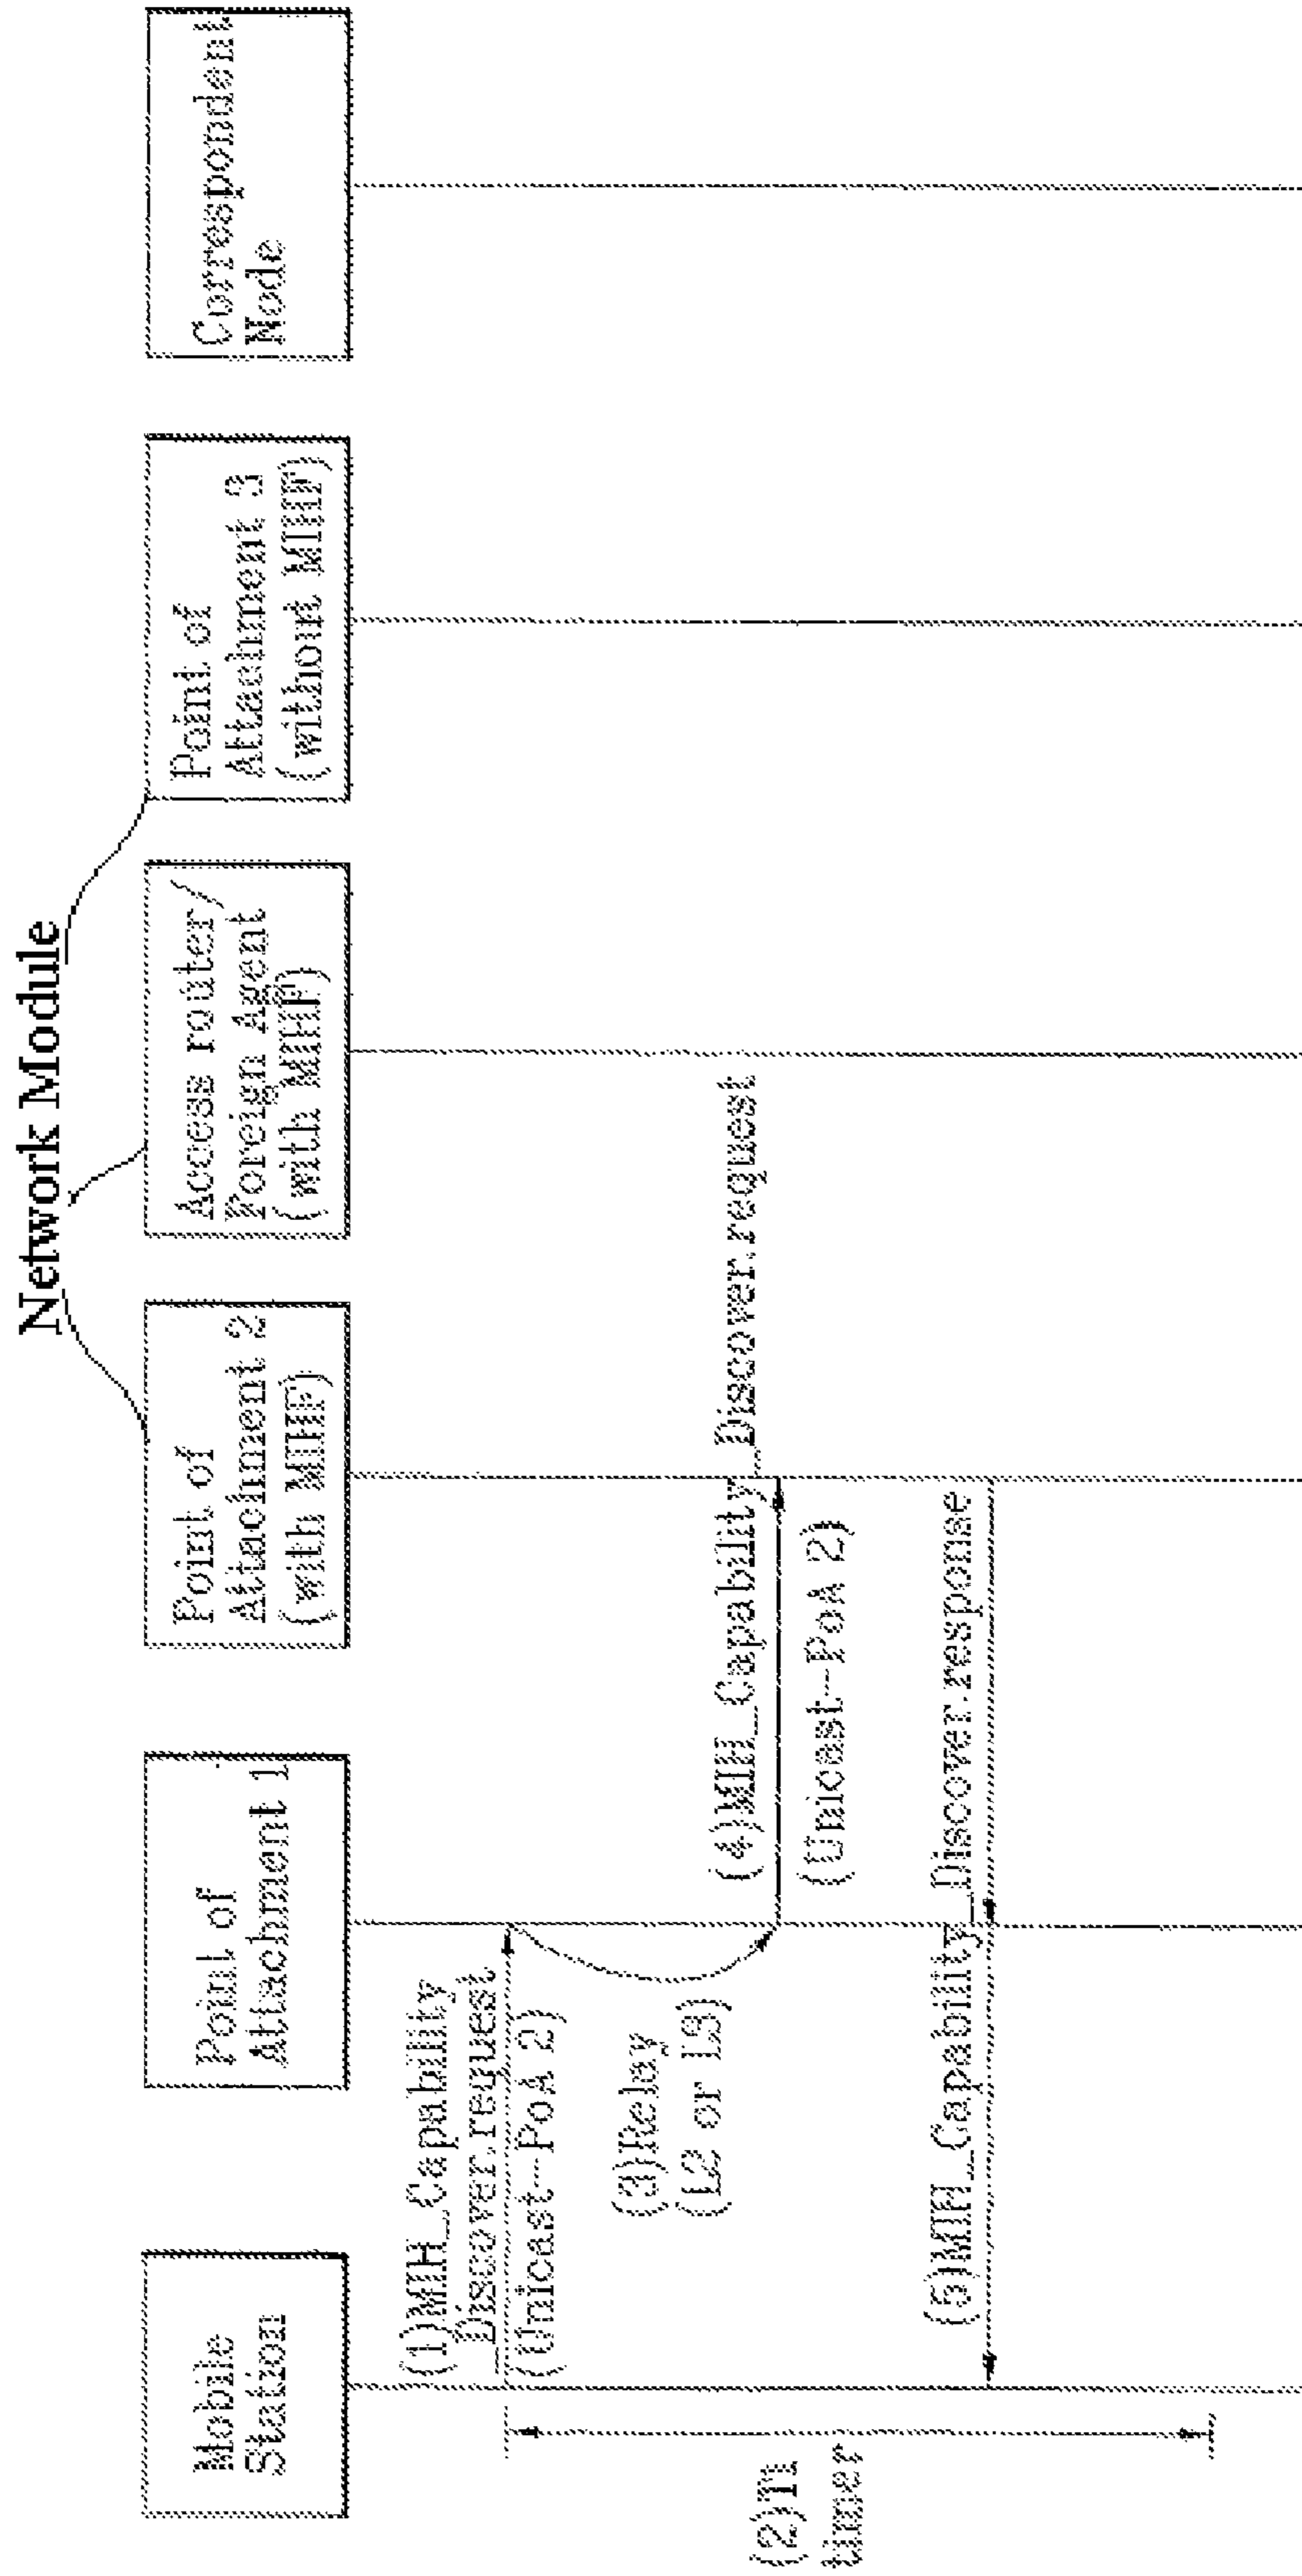 Network Module
Mobile
Station
Point of
Attachment 1
Point of
Attachment 2
(with MIHF)
Access router/
Foreign Agent
(with MIHF)
Point of
Attachment 3
(without MIHF)
Correspondent
Node
(1)MIH_Capability
_Discover.request
(Unicast-PoA 2)
(2)T1
timer
(3)Relay
(L2 or L3)
(4)MIH_Capability_Discover.request
(Unicast-PoA 2)
(5)MIH_Capability_Discover.response